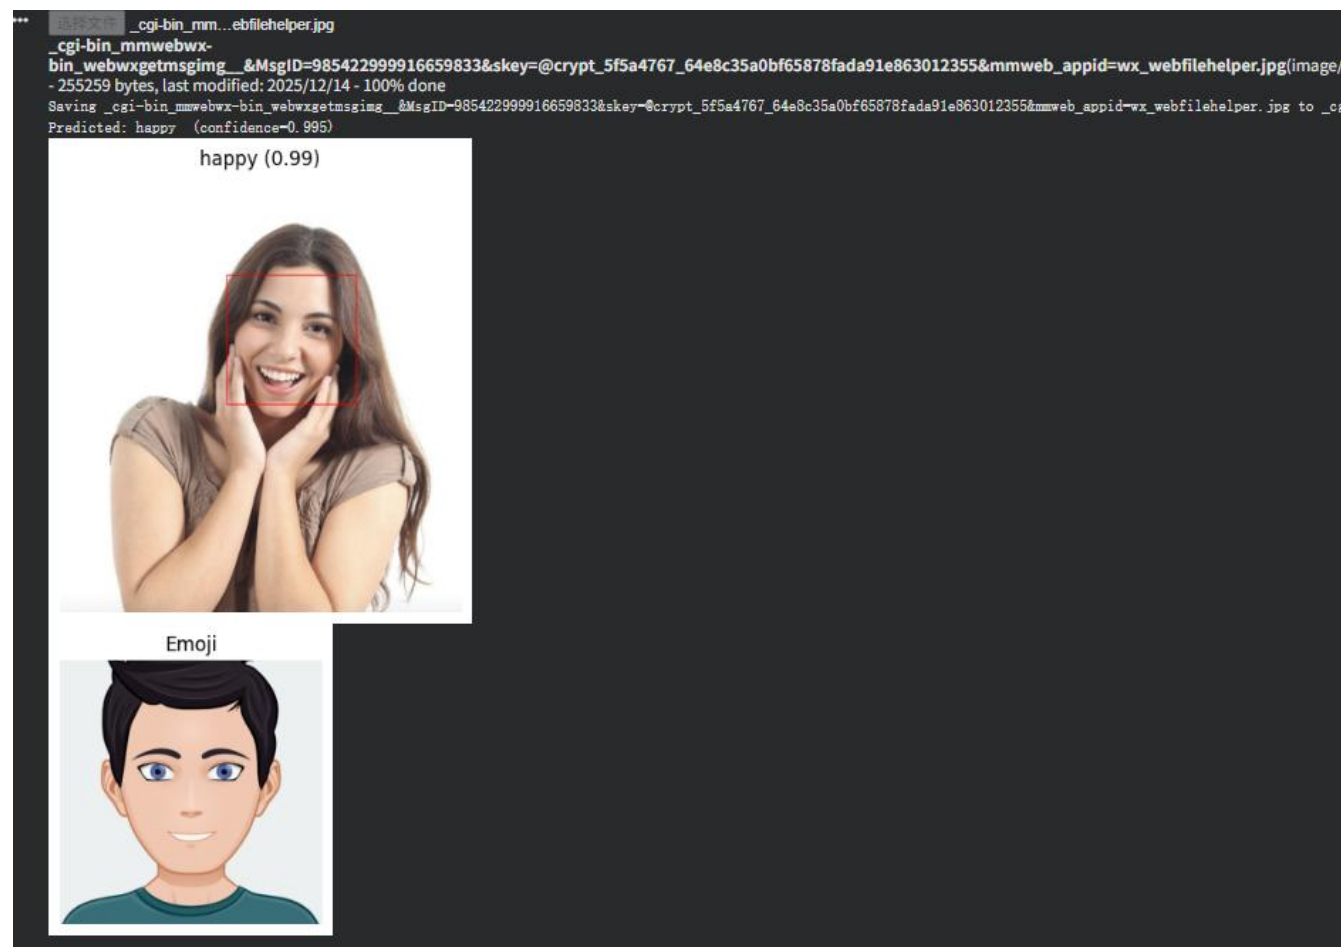 选择文件 _cgi-bin_mm...ebfilehelper.jpg
_cgi-bin_mmwebwx-
bin_webwxgetmsgimg__&MsgID=985422999916659833&skey=@crypt_5f5a4767_64e8c35a0bf65878fada91e863012355&mmweb_appid=wx_webfilehelper.jpg(image/
- 255259 bytes, last modified: 2025/12/14 - 100% done
Saving _cgi-bin_mmwebwx-bin_webwxgetmsgimg__&MsgID=985422999916659833&skey=@crypt_5f5a4767_64e8c35a0bf65878fada91e863012355&mmweb_appid=wx_webfilehelper.jpg to _cg
Predicted: happy (confidence=0.995)
happy (0.99)
Emoji